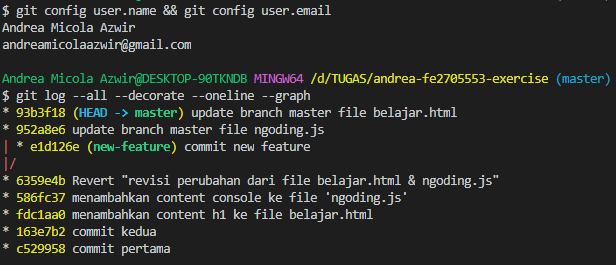 $ git config user.name && git config user.email
Andrea Micola Azwir
andreamicolaazwir@gmail.com
Andrea Micola Azwir@DESKTOP-90TKNDB MINGW64 /d/TUGAS/andrea-fe2705553-exercise (master)
$ git log --all --decorate --oneline --graph
* 93b3f18 (HEAD -> master) update branch master file belajar.html
* 952a8e6 update branch master file ngoding.js
| * e1d126e (new-feature) commit new feature
|/
* 6359e4b Revert "revisi perubahan dari file belajar.html & ngoding.js"
* 586fc37 menambahkan content console ke file 'ngoding.js'
* fdc1aa0 menambahkan content h1 ke file belajar.html
* 163e7b2 commit kedua
* c529958 commit pertama